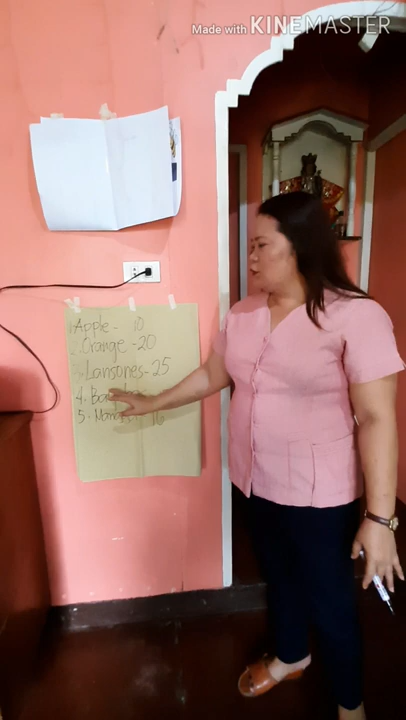 Made with KINEMASTER
Apple - 10
Orange - 20
Lansones - 25
4.
5. 16